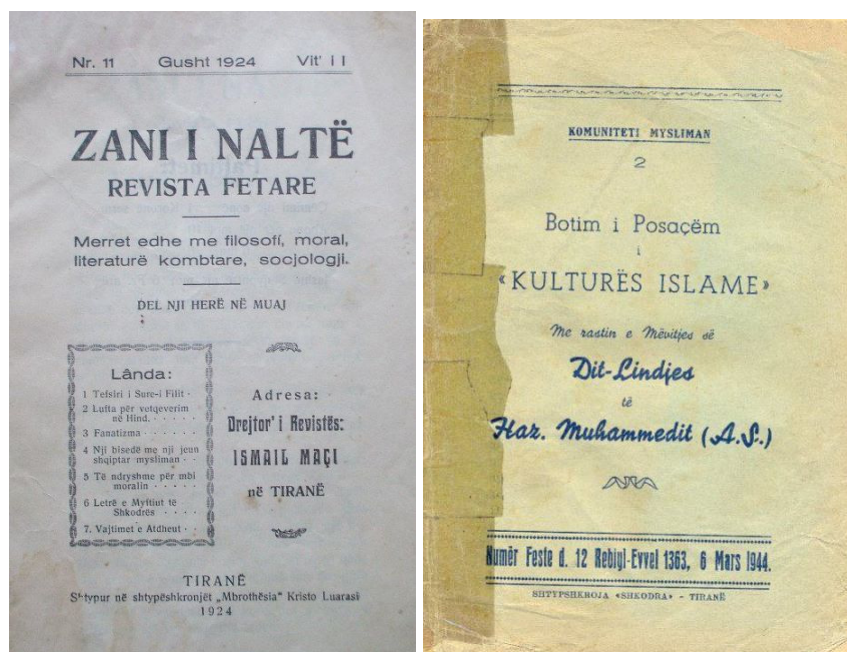 Nr. 11 Gusht 1924 Vit' i I
ZANI I NALTË
REVISTA FETARE
Merret edhe me filosofí, moral,
literaturë kombtare, socjologji.
DEL NJI HERË NË MUAJ
Lânda:
1 Tefsiri i Sure-i Filit
2 Lufta për vetqeverim
në Hind.
3 Fanatizma
4 Nji bisedë me nji jeun
shqiptar mysliman
5 Të ndryshme për mbi
moralin
6 Letrë e Myftiut të
Shkodrës
7. Vajtimet e Atdheut
Adresa:
Drejtor' i Revistës:
ISMAIL MAÇI
në TIRANË
TIRANË
Shtypur në shtypëshkronjët „Mbrothësia" Kristo Luarasi
1924
KOMUNITETI MYSLIMAN
2
Botim i Posaçëm
i
«KULTURËS ISLAME»
Me rastin e Mëvitjes së
Dit-Lindjes
të
Haz. Muhammedit (A.S.)
Numër Feste d. 12 Rebigl-Evvel 1363, 6 Mars 1944.
SHTYPSHKROJA «SHKODRA» - TIRANË